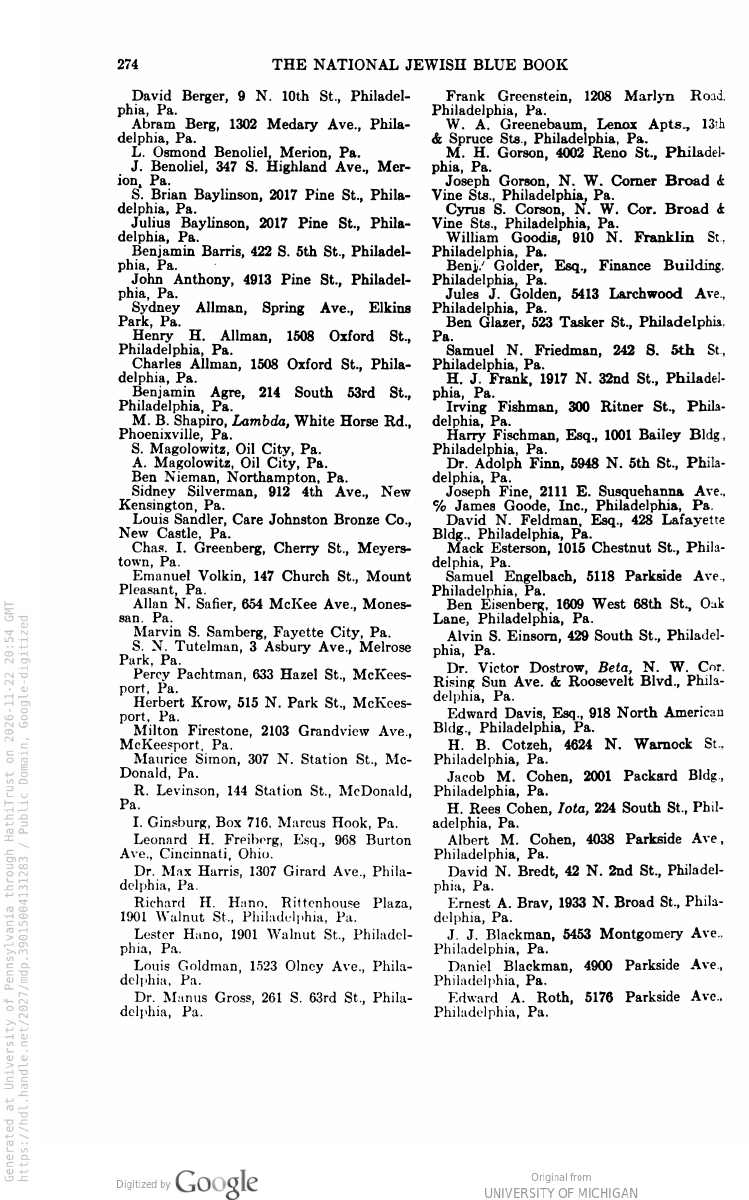 274
THE NATIONAL JEWISH BLUE BOOK
David Berger, 9 N. 10th St., Philadel-
phia, Pa.
Abram Berg, 1302 Medary Ave., Phila-
delphia, Pa.
L. Osmond Benoliel, Merion, Pa.
J. Benoliel, 347 S. Highland Ave., Mer-
ion, Pa.
S. Brian Baylinson, 2017 Pine St., Phila-
delphia, Pa.
Julius Baylinson, 2017 Pine St., Phila-
delphia, Pa.
Benjamin Barris, 422 S. 5th St., Philadel-
phia, Pa.
John Anthony, 4913 Pine St., Philadel-
phia, Pa.
Sydney Allman, Spring Ave., Elkins
Park, Pa.
Henry H. Allman, 1508 Oxford St.,
Philadelphia, Pa.
Charles Allman, 1508 Oxford St., Phila-
delphia, Pa.
Benjamin Agre, 214 South 53rd St.,
Philadelphia, Pa.
M. B. Shapiro, Lambda, White Horse Rd.,
Phoenixville, Pa.
S. Magolowitz, Oil City, Pa.
A. Magolowitz, Oil City, Pa.
Ben Nieman, Northampton, Pa.
Sidney Silverman, 912 4th Ave., New
Kensington, Pa.
Louis Sandler, Care Johnston Bronze Co.,
New Castle, Pa.
Chas. I. Greenberg, Cherry St., Meyers-
town, Pa.
Emanuel Volkin, 147 Church St., Mount
Pleasant, Pa.
Allan N. Safier, 654 McKee Ave., Mones-
san. Pa.
Marvin S. Samberg, Fayette City, Pa.
S. N. Tutelman, 3 Asbury Ave., Melrose
Park, Pa.
Percy Pachtman, 633 Hazel St., McKees-
port, Pa.
Herbert Krow, 515 N. Park St., McKees-
port, Pa.
Milton Firestone, 2103 Grandview Ave.,
McKeesport, Pa.
Maurice Simon, 307 N. Station St., Mc-
Donald, Pa.
R. Levinson, 144 Station St., McDonald,
Pa.
I. Ginsburg, Box 716, Marcus Hook, Pa.
Leonard H. Freiberg, Esq., 968 Burton
Ave., Cincinnati, Ohio.
Dr. Max Harris, 1307 Girard Ave., Phila-
delphia, Pa.
Richard H. Hano, Rittenhouse Plaza,
1901 Walnut St., Philadelphia, Pa.
Lester Hano, 1901 Walnut St., Philadel-
phia, Pa.
Louis Goldman, 1523 Olney Ave., Phila-
delphia, Pa.
Dr. Manus Gross, 261 S. 63rd St., Phila-
delphia, Pa.
Frank Greenstein, 1208 Marlyn Road,
Philadelphia, Pa.
W. A. Greenebaum, Lenox Apts., 13th
& Spruce Sts., Philadelphia, Pa.
M. H. Gorson, 4002 Reno St., Philadel-
phia, Pa.
Joseph Gorson, N. W. Corner Broad &
Vine Sts., Philadelphia, Pa.
Cyrus S. Corson, N. W. Cor. Broad &
Vine Sts., Philadelphia, Pa.
William Goodis, 910 N. Franklin St.,
Philadelphia, Pa.
Benj. Golder, Esq., Finance Building,
Philadelphia, Pa.
Jules J. Golden, 5413 Larchwood Ave.,
Philadelphia, Pa.
Ben Glazer, 523 Tasker St., Philadelphia,
Pa.
Samuel N. Friedman, 242 S. 5th St.,
Philadelphia, Pa.
H. J. Frank, 1917 N. 32nd St., Philadel-
phia, Pa.
Irving Fishman, 300 Ritner St., Phila-
delphia, Pa.
Harry Fischman, Esq., 1001 Bailey Bldg.,
Philadelphia, Pa.
Dr. Adolph Finn, 5948 N. 5th St., Phila-
delphia, Pa.
Joseph Fine, 2111 E. Susquehanna Ave.,
% James Goode, Inc., Philadelphia, Pa.
David N. Feldman, Esq., 428 Lafayette
Bldg., Philadelphia, Pa.
Mack Esterson, 1015 Chestnut St., Phila-
delphia, Pa.
Samuel Engelbach, 5118 Parkside Ave.,
Philadelphia, Pa.
Ben Eisenberg, 1609 West 68th St., Oak
Lane, Philadelphia, Pa.
Alvin S. Einsorn, 429 South St., Philadel-
phia, Pa.
Dr. Victor Dostrow, Beta, N. W. Cor.
Rising Sun Ave. & Roosevelt Blvd., Phila-
delphia, Pa.
Edward Davis, Esq., 918 North American
Bldg., Philadelphia, Pa.
H. B. Cotzeh, 4624 N. Warnock St.,
Philadelphia, Pa.
Jacob M. Cohen, 2001 Packard Bldg.,
Philadelphia, Pa.
H. Rees Cohen, Iota, 224 South St., Phil-
adelphia, Pa.
Albert M. Cohen, 4038 Parkside Ave.,
Philadelphia, Pa.
David N. Bredt, 42 N. 2nd St., Philadel-
phia, Pa.
Ernest A. Brav, 1933 N. Broad St., Phila-
delphia, Pa.
J. J. Blackman, 5453 Montgomery Ave.,
Philadelphia, Pa.
Daniel Blackman, 4900 Parkside Ave.,
Philadelphia, Pa.
Edward A. Roth, 5176 Parkside Ave.,
Philadelphia, Pa.
Generated at University of Pennsylvania through HathiTrust on 2026-11-22 20:54 GMT
https://hdl.handle.net/2027/mdp.39015004131283 / Public Domain, Google-digitized
Digitized by Google
Original from
UNIVERSITY OF MICHIGAN